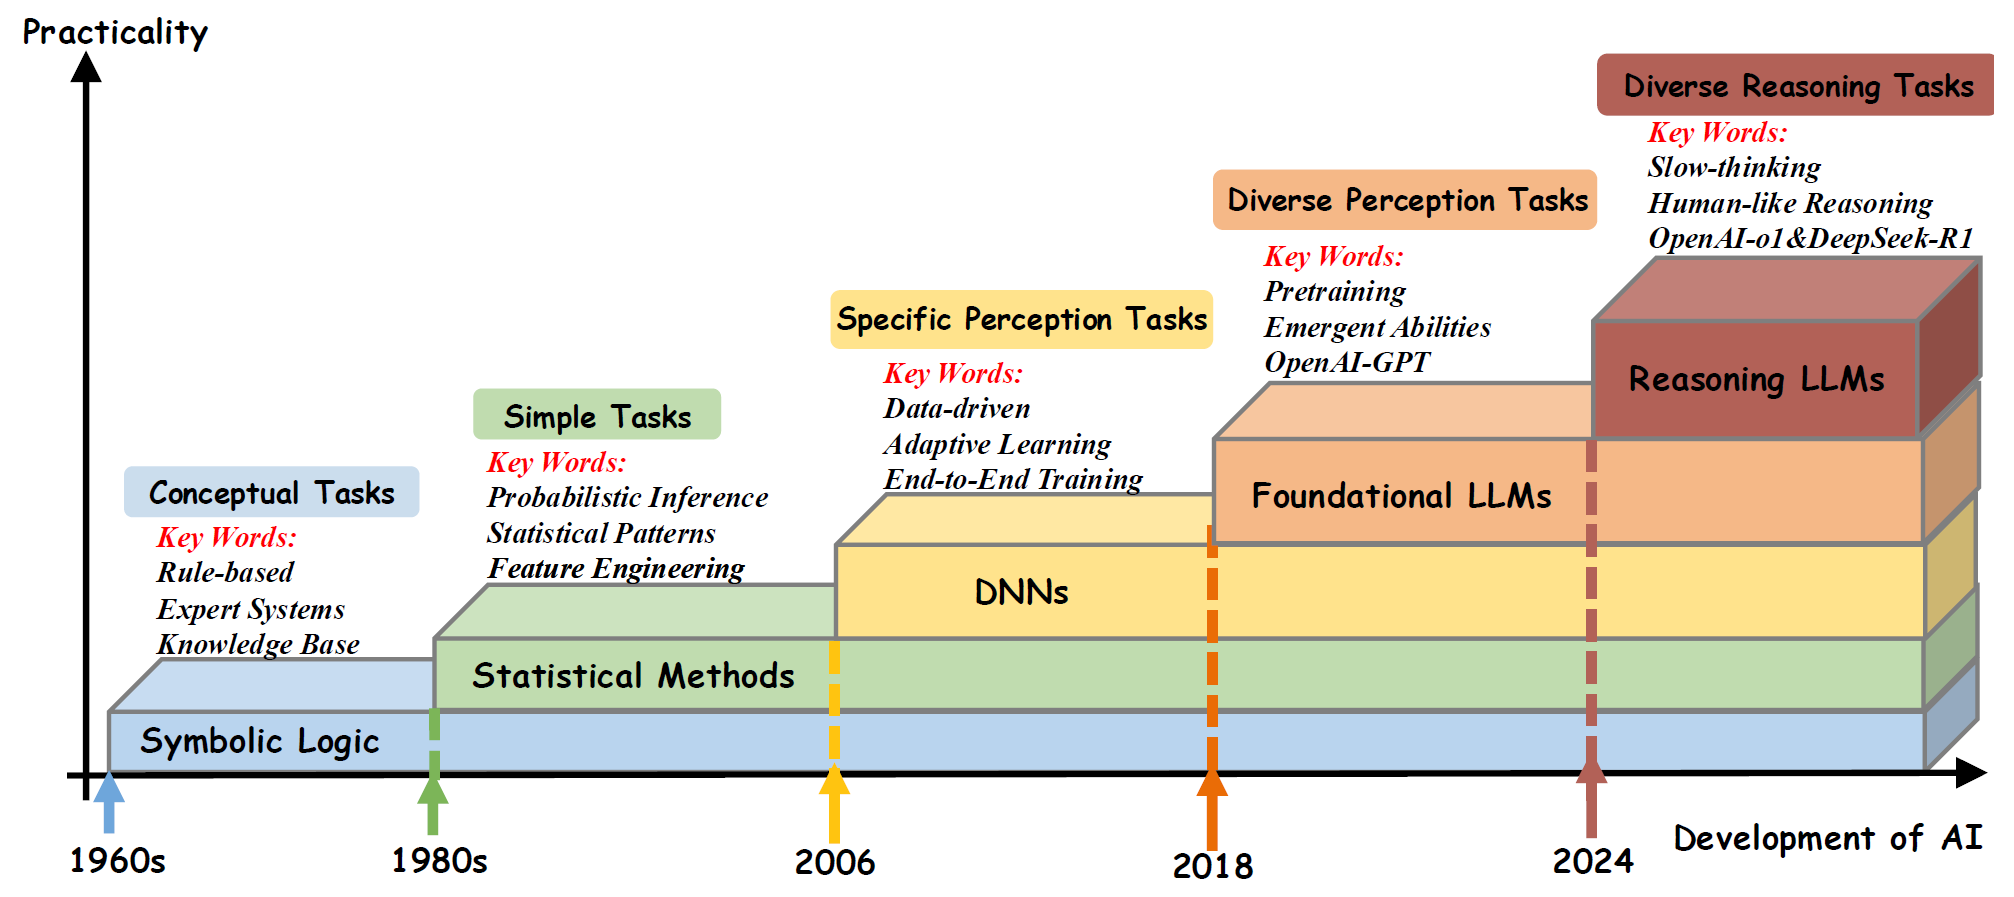 Practicality
Diverse Reasoning Tasks
Key Words:
Slow-thinking
Human-like Reasoning
OpenAI-o1&DeepSeek-R1
Diverse Perception Tasks
Key Words:
Pretraining
Emergent Abilities
OpenAI-GPT
Specific Perception Tasks
Key Words:
Data-driven
Adaptive Learning
End-to-End Training
Simple Tasks
Key Words:
Probabilistic Inference
Statistical Patterns
Feature Engineering
Conceptual Tasks
Key Words:
Rule-based
Expert Systems
Knowledge Base
Reasoning LLMs
Foundational LLMs
DNNs
Statistical Methods
Symbolic Logic
1960s
1980s
2006
2018
2024
Development of AI